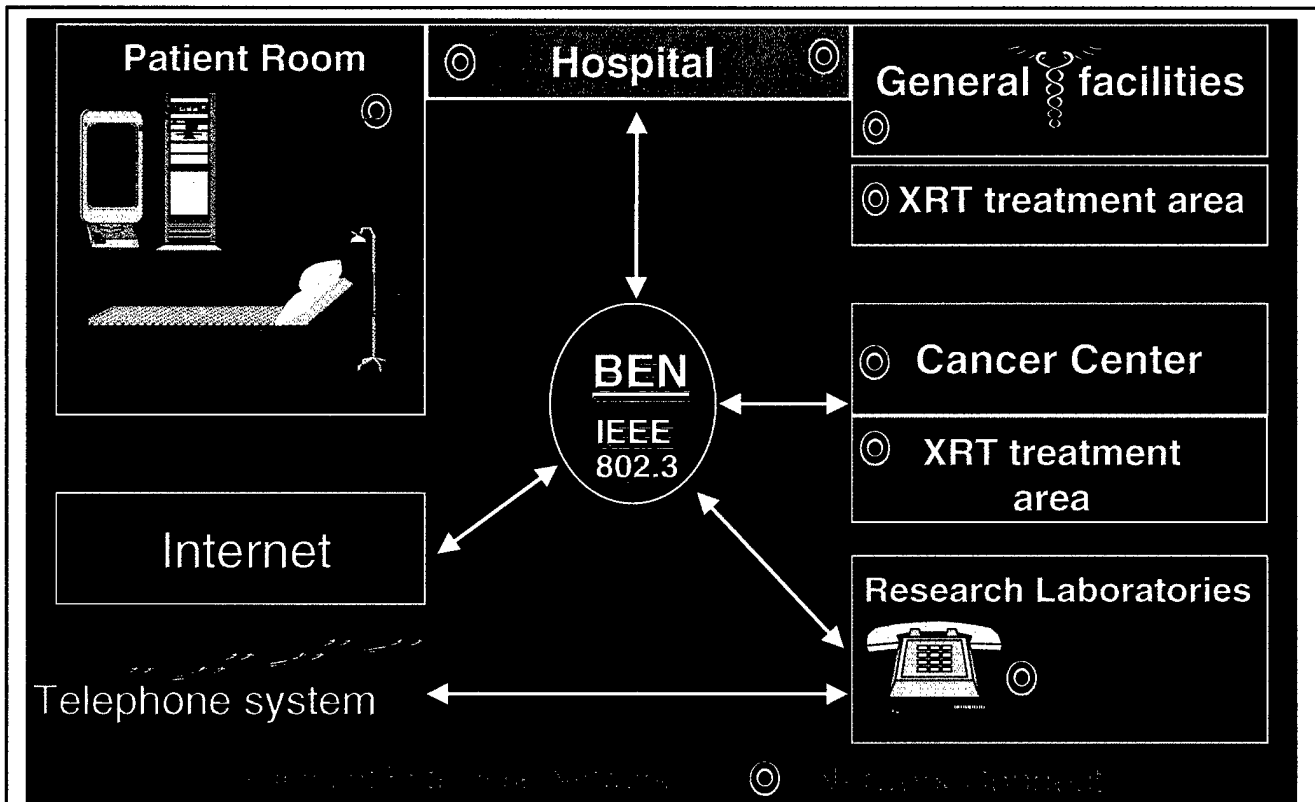 Patient Room
Hospital
General facilities
XRT treatment area
BEN
IEEE
802.3
Cancer Center
XRT treatment
area
Internet
Research Laboratories
Telephone system